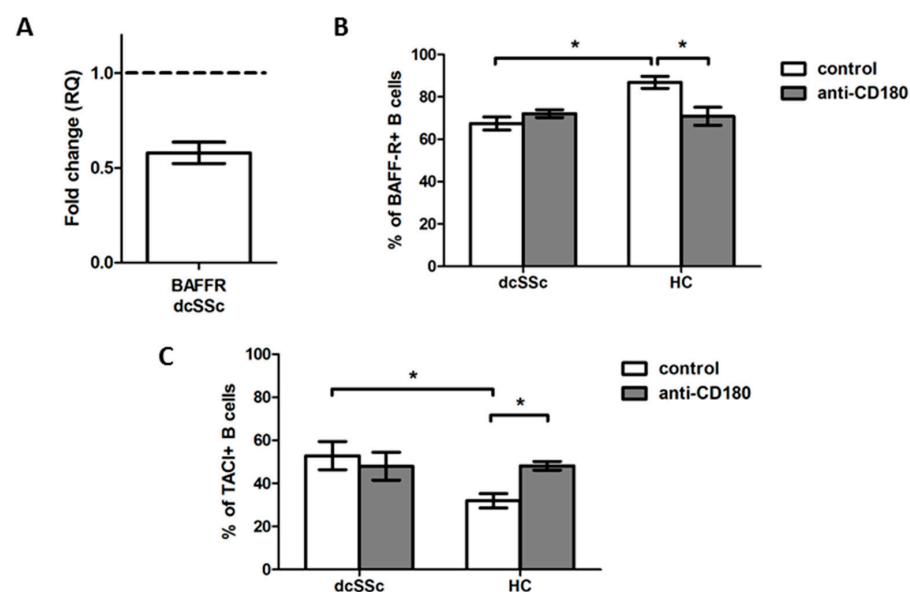 A
Fold change (RQ)
1.0
0.5
0.0
BAFFR
dcSSc
B
% of BAFF-R+ B cells
100
80
60
40
20
0
*
*
dcSSc
HC
control
anti-CD180
C
% of TACI+ B cells
100
80
60
40
20
0
*
*
dcSSc
HC
control
anti-CD180